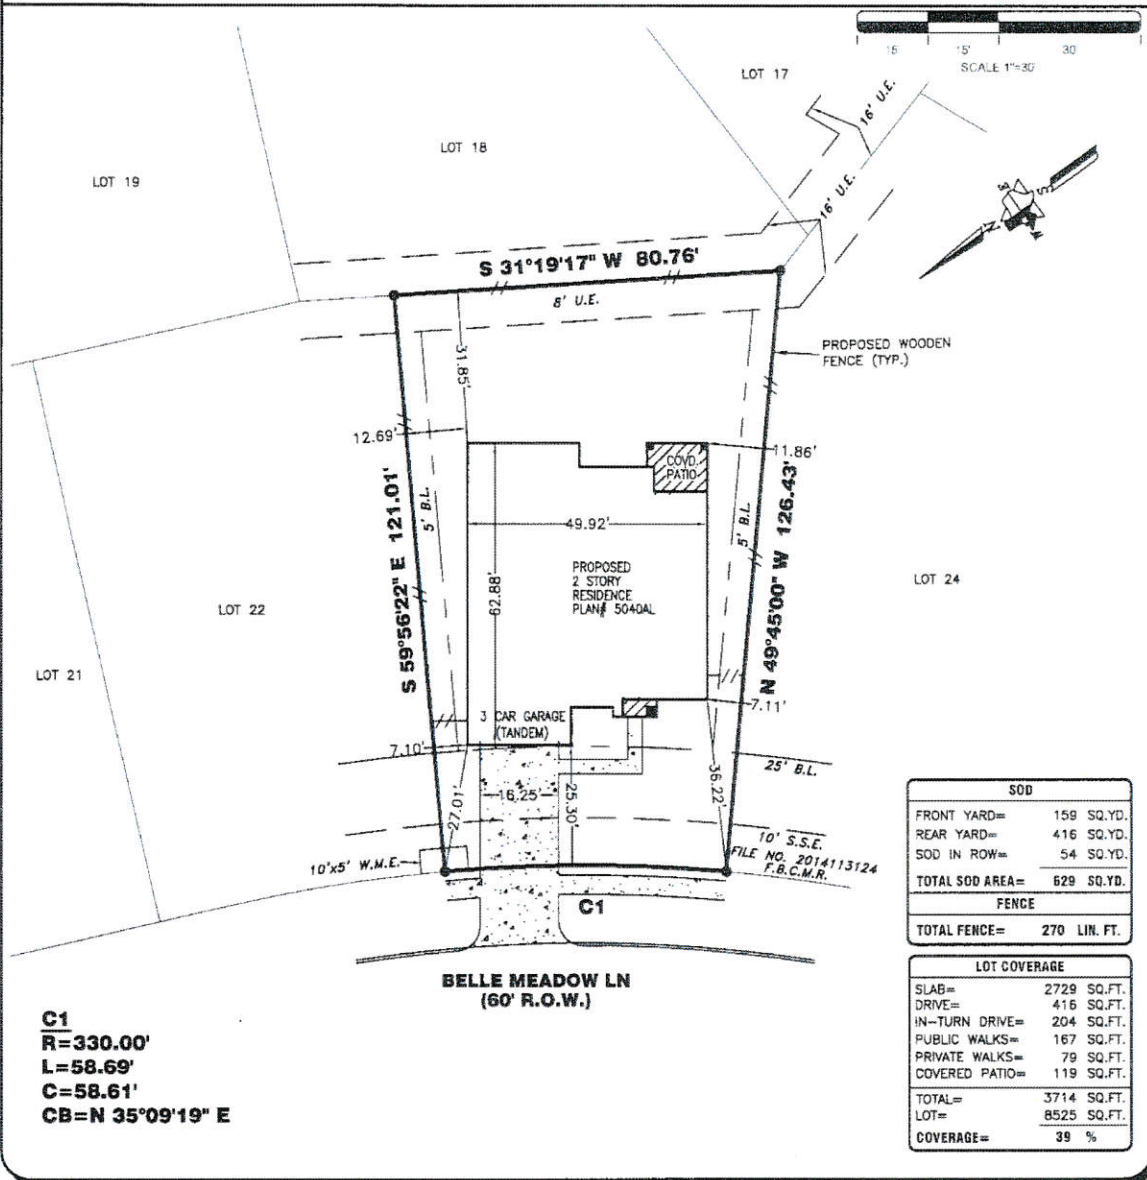 15
15'
30
SCALE 1"=30'
LOT 17
16' U.E.
LOT 18
LOT 19
16' U.E.
S
N
W
S 31°19'17" W 80.76'
8' U.E.
PROPOSED WOODEN
FENCE (TYP.)
31.85'
12.69'
11.86'
COVD.
PATIO
S 59°56'22" E 121.01'
5' B.L.
49.92'
5' B.L.
N 49°45'00" W 126.43'
PROPOSED
2 STORY
RESIDENCE
PLAN# 5040AL
62.88'
LOT 24
LOT 22
LOT 21
3 CAR GARAGE
(TANDEM)
7.11'
7.10'
25' B.L.
27.01'
16.25'
25.30'
36.22'
10'x5' W.M.E.
10' S.S.E.
FILE NO. 2014113124
F.B.C.M.R.
C1
BELLE MEADOW LN
(60' R.O.W.)
C1
R=330.00'
L=58.69'
C=58.61'
CB=N 35°09'19" E
SOD
FRONT YARD= 159 SQ.YD.
REAR YARD= 416 SQ.YD.
SOD IN ROW= 54 SQ.YD.
TOTAL SOD AREA= 629 SQ.YD.
FENCE
TOTAL FENCE= 270 LIN. FT.
LOT COVERAGE
SLAB= 2729 SQ.FT.
DRIVE= 416 SQ.FT.
IN-TURN DRIVE= 204 SQ.FT.
PUBLIC WALKS= 167 SQ.FT.
PRIVATE WALKS= 79 SQ.FT.
COVERED PATIO= 119 SQ.FT.
TOTAL= 3714 SQ.FT.
LOT= 8525 SQ.FT.
COVERAGE= 39 %